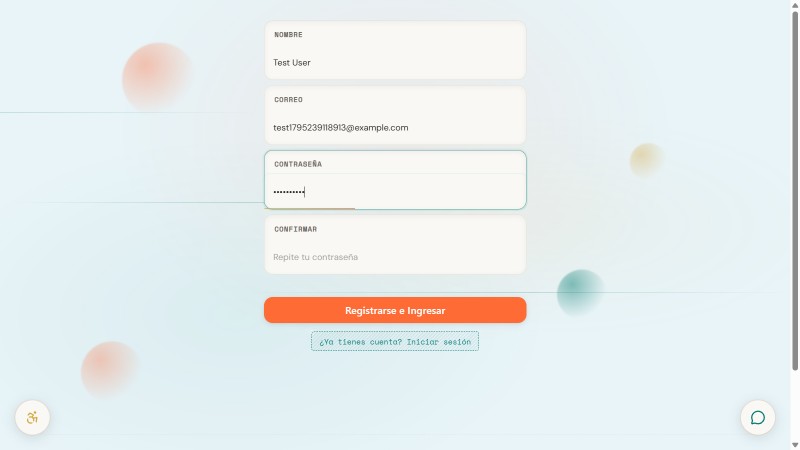 NOMBRE
Test User
CORREO
test1795239118913@example.com
CONTRASEÑA
••••••••••
CONFIRMAR
Repite tu contraseña
Registrarse e Ingresar
¿Ya tienes cuenta? Iniciar sesión